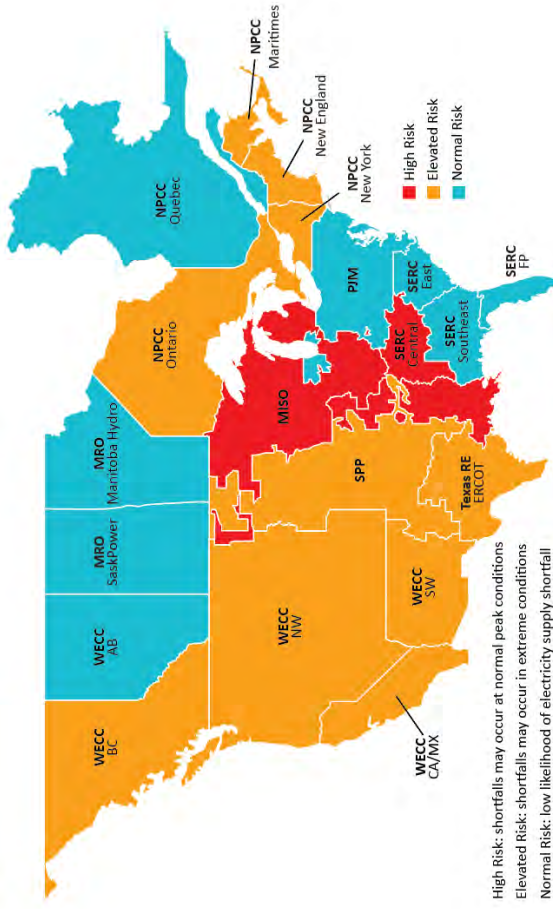 WECC
BC
WECC
AB
MRO
SaskPower
MRO
Manitoba Hydro
NPCC
Ontario
NPCC
Quebec
NPCC
Maritimes
NPCC
New England
NPCC
New York
WECC
NW
MISO
PJM
SPP
SERC
Central
SERC
East
SERC
Southeast
SERC
FP
WECC
CA/MX
WECC
SW
Texas RE
ERCOT
High Risk
Elevated Risk
Normal Risk
High Risk: shortfalls may occur at normal peak conditions
Elevated Risk: shortfalls may occur in extreme conditions
Normal Risk: low likelihood of electricity supply shortfall